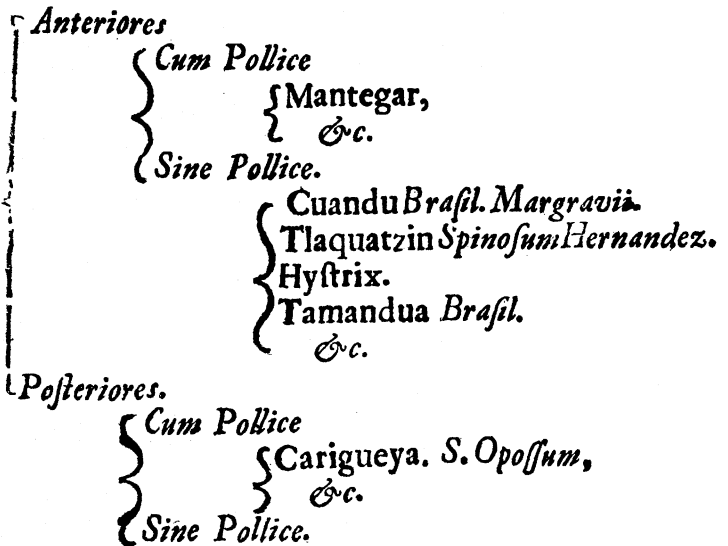 Anteriores
Cum Pollice
Mantegar,
&c.
Sine Pollice.
Cuandu Braſil. Margravii.
Tlaquatzin Spinoſum Hernandez.
Hyſtrix.
Tamandua Braſil.
&c.
Poſteriores.
Cum Pollice
Carigueya. S. Opoſſum,
&c.
Sine Pollice.